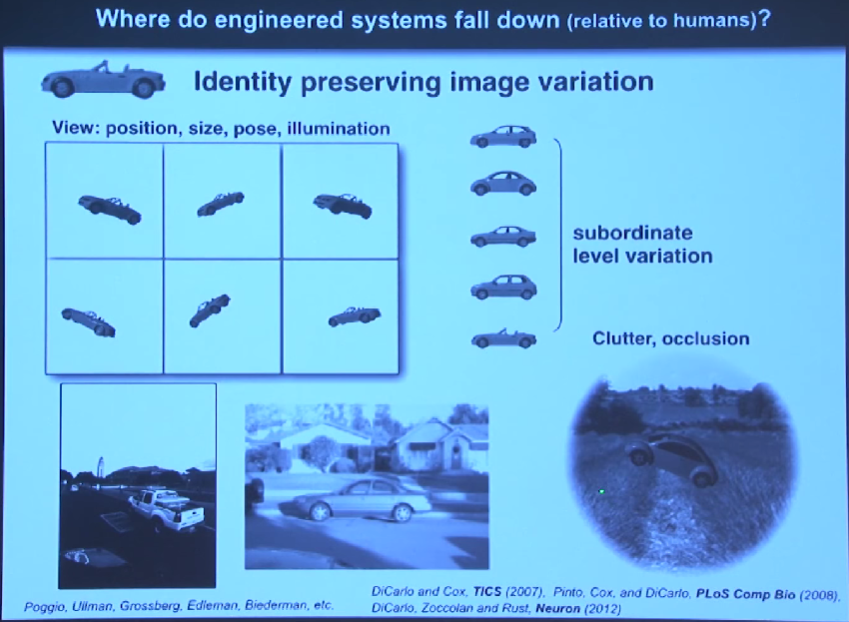 Where do engineered systems fall down (relative to humans)?
Identity preserving image variation
View: position, size, pose, illumination
subordinate
level variation
Clutter, occlusion
Poggio, Ullman, Grossberg, Edleman, Biederman, etc.
DiCarlo and Cox, TICS (2007), Pinto, Cox, and DiCarlo, PLoS Comp Bio (2008),
DiCarlo, Zoccolan and Rust, Neuron (2012)